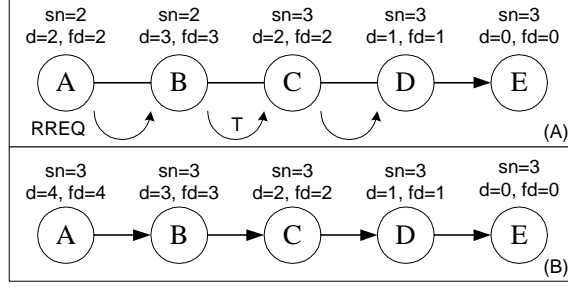 sn=2 sn=2 sn=3 sn=3 sn=3
d=2, fd=2 d=3, fd=3 d=2, fd=2 d=1, fd=1 d=0, fd=0
A B C D E
RREQ T (A)
sn=3 sn=3 sn=3 sn=3 sn=3
d=4, fd=4 d=3, fd=3 d=2, fd=2 d=1, fd=1 d=0, fd=0
A B C D E
(B)